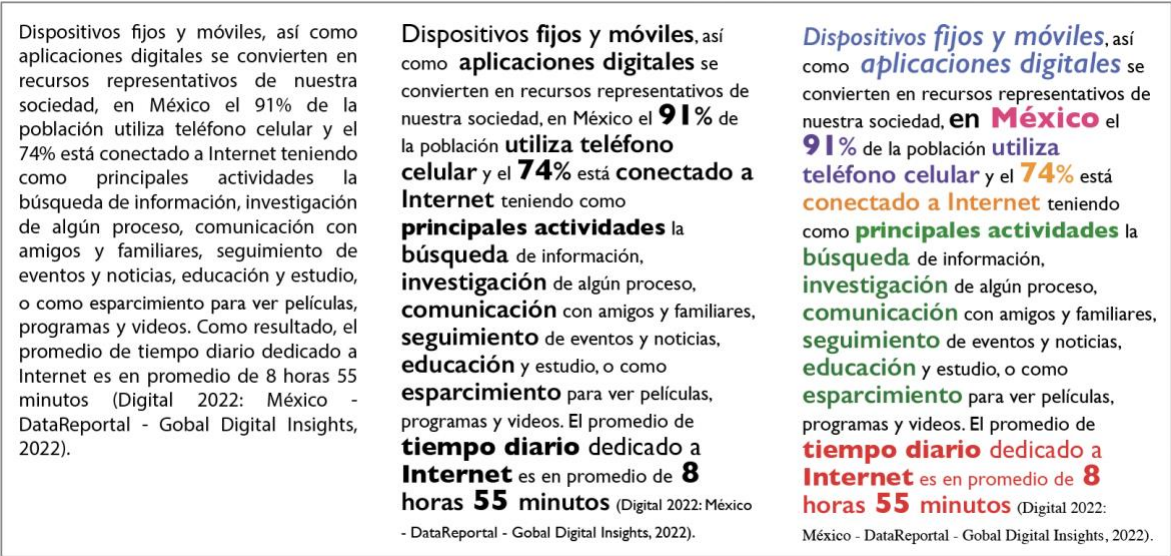 Dispositivos fijos y móviles, así como
aplicaciones digitales se convierten en
recursos representativos de nuestra
sociedad, en México el 91% de la
población utiliza teléfono celular y el
74% está conectado a Internet teniendo
como principales actividades la
búsqueda de información, investigación
de algún proceso, comunicación con
amigos y familiares, seguimiento de
eventos y noticias, educación y estudio,
o como esparcimiento para ver películas,
programas y videos. Como resultado, el
promedio de tiempo diario dedicado a
Internet es en promedio de 8 horas 55
minutos (Digital 2022: México -
DataReportal - Gobal Digital Insights,
2022).
Dispositivos fijos y móviles, así
como aplicaciones digitales se
convierten en recursos representativos de
nuestra sociedad, en México el 91% de
la población utiliza teléfono
celular y el 74% está conectado a
Internet teniendo como
principales actividades la
búsqueda de información,
investigación de algún proceso,
comunicación con amigos y familiares,
seguimiento de eventos y noticias,
educación y estudio, o como
esparcimiento para ver películas,
programas y videos. El promedio de
tiempo diario dedicado a
Internet es en promedio de 8
horas 55 minutos (Digital 2022: México
- DataReportal - Gobal Digital Insights, 2022).
Dispositivos fijos y móviles, así
como aplicaciones digitales se
convierten en recursos representativos de
nuestra sociedad, en México el
91% de la población utiliza
teléfono celular y el 74% está
conectado a Internet teniendo
como principales actividades la
búsqueda de información,
investigación de algún proceso,
comunicación con amigos y familiares,
seguimiento de eventos y noticias,
educación y estudio, o como
esparcimiento para ver películas,
programas y videos. El promedio de
tiempo diario dedicado a
Internet es en promedio de 8
horas 55 minutos (Digital 2022:
México - DataReportal - Gobal Digital Insights, 2022).